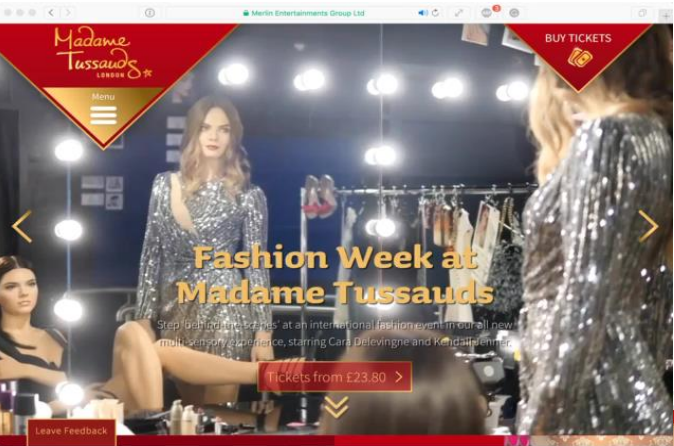 Merlin Entertainments Group Ltd
3
Madame
Tussauds
LONDON
Menu
BUY TICKETS
Fashion Week at
Madame Tussauds
Step 'behind-the-scenes' at an international fashion event in our all new
multi-sensory experience, starring Cara Delevingne and Kendall Jenner.
Tickets from £23.80
Leave Feedback